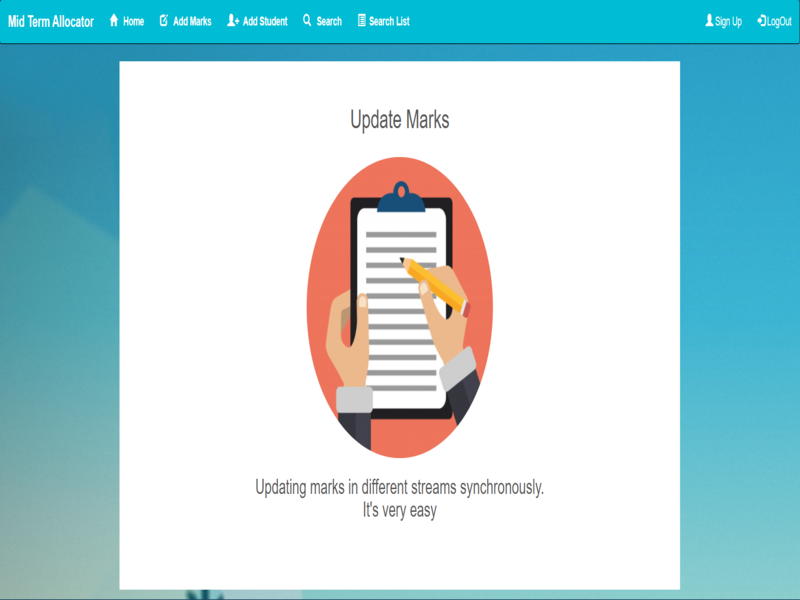 Mid Term Allocator Home Add Marks Add Student Search Search List Sign Up LogOut
Update Marks
Updating marks in different streams synchronously.
It's very easy